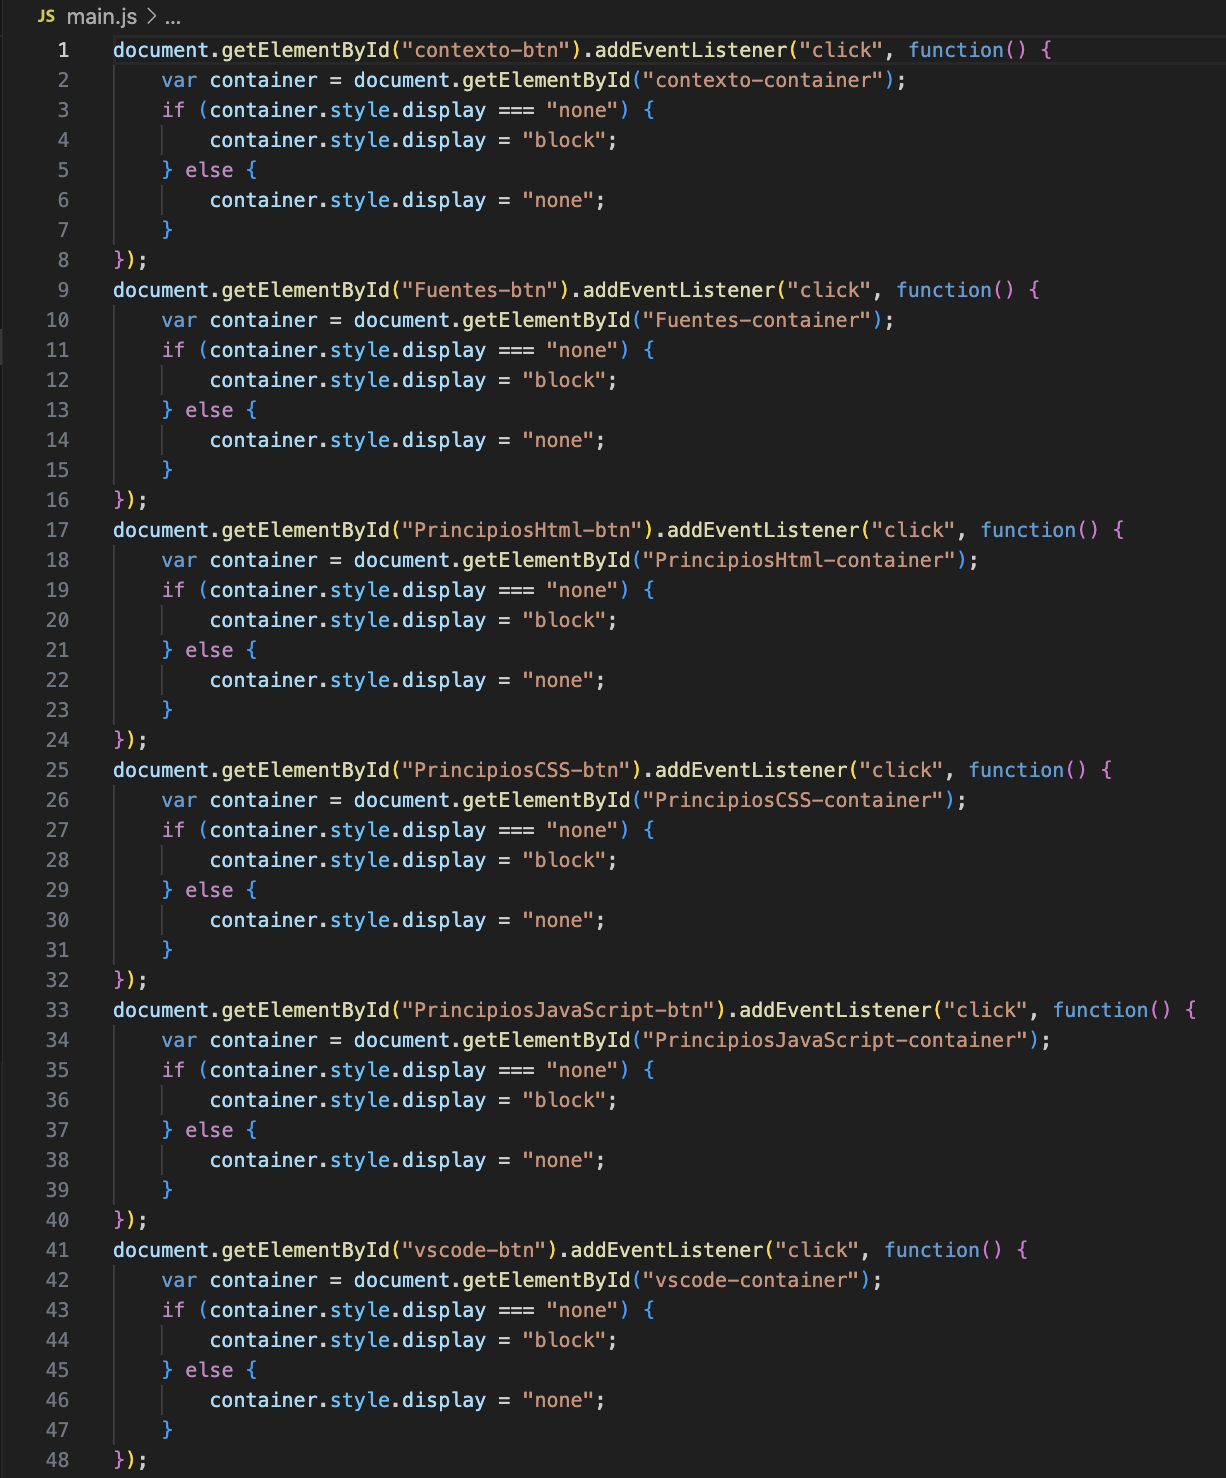 JS main.js > ...
1 document.getElementById("contexto-btn").addEventListener("click", function() {
2     var container = document.getElementById("contexto-container");
3     if (container.style.display === "none") {
4         container.style.display = "block";
5     } else {
6         container.style.display = "none";
7     }
8 });
9 document.getElementById("Fuentes-btn").addEventListener("click", function() {
10     var container = document.getElementById("Fuentes-container");
11     if (container.style.display === "none") {
12         container.style.display = "block";
13     } else {
14         container.style.display = "none";
15     }
16 });
17 document.getElementById("PrincipiosHtml-btn").addEventListener("click", function() {
18     var container = document.getElementById("PrincipiosHtml-container");
19     if (container.style.display === "none") {
20         container.style.display = "block";
21     } else {
22         container.style.display = "none";
23     }
24 });
25 document.getElementById("PrincipiosCSS-btn").addEventListener("click", function() {
26     var container = document.getElementById("PrincipiosCSS-container");
27     if (container.style.display === "none") {
28         container.style.display = "block";
29     } else {
30         container.style.display = "none";
31     }
32 });
33 document.getElementById("PrincipiosJavaScript-btn").addEventListener("click", function() {
34     var container = document.getElementById("PrincipiosJavaScript-container");
35     if (container.style.display === "none") {
36         container.style.display = "block";
37     } else {
38         container.style.display = "none";
39     }
40 });
41 document.getElementById("vscode-btn").addEventListener("click", function() {
42     var container = document.getElementById("vscode-container");
43     if (container.style.display === "none") {
44         container.style.display = "block";
45     } else {
46         container.style.display = "none";
47     }
48 });